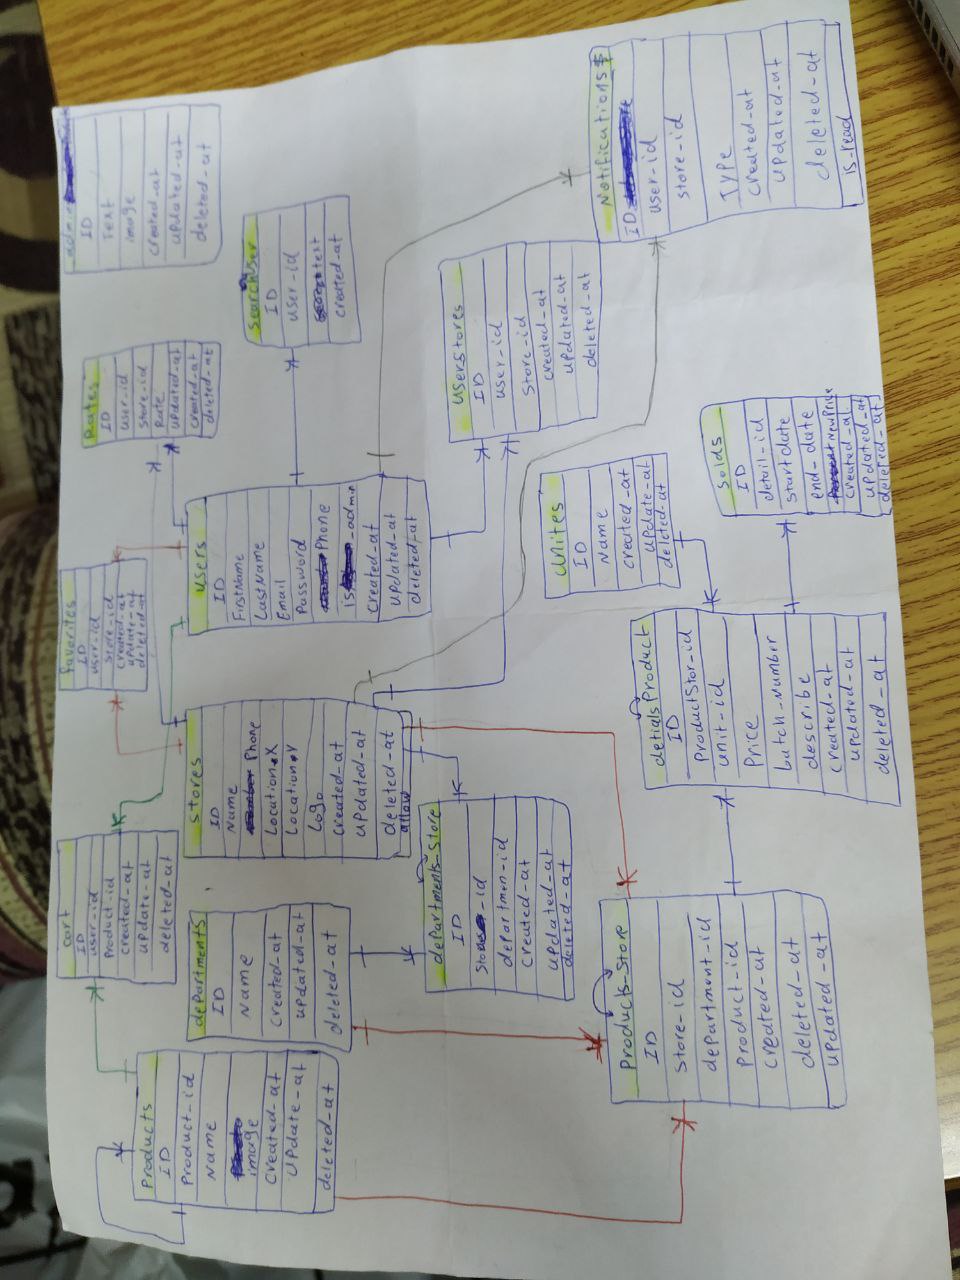 cart
ID
user-id
Product-id
created-at
update-at
deleted-at
favorites
ID
user-id
store-id
created-at
update-at
deleted-at
Rates
ID
user-id
store-id
Rate
updated-at
created-at
deleted-at
admin
ID
Text
image
created-at
updated-at
deleted-at
Products
ID
Product-id
Name
image
Created-at
UPdate-at
deleted-at
departments
ID
Name
created-at
updated-at
deleted-at
stores
ID
Name
Phone
Location.X
Location.Y
Logo
created-at
updated-at
deleted-at
allow
users
ID
FirstName
LastName
Email
Password
Phone
is-admin
created-at
updated-at
deleted-at
searchUser
ID
user-id
text
created-at
departments-Store
ID
Store-id
departmen-id
created-at
updated-at
deleted-at
userStores
ID
user-id
Store-id
created-at
updated-at
deleted-at
Products-Store
ID
Store-id
department-id
Product-id
created-at
deleted-at
updated-at
detialsProduct
ID
ProductStor-id
unit-id
Price
batch-Number
describe
created-at
updated-at
deleted-at
unites
ID
Name
created-at
update-at
deleted-at
Solds
ID
detail-id
start date
end-date
NewPrice
created-at
updated-at
deleted-at
Notifications
ID
user-id
store-id
TYPe
created-at
updated-at
deleted-at
is-read